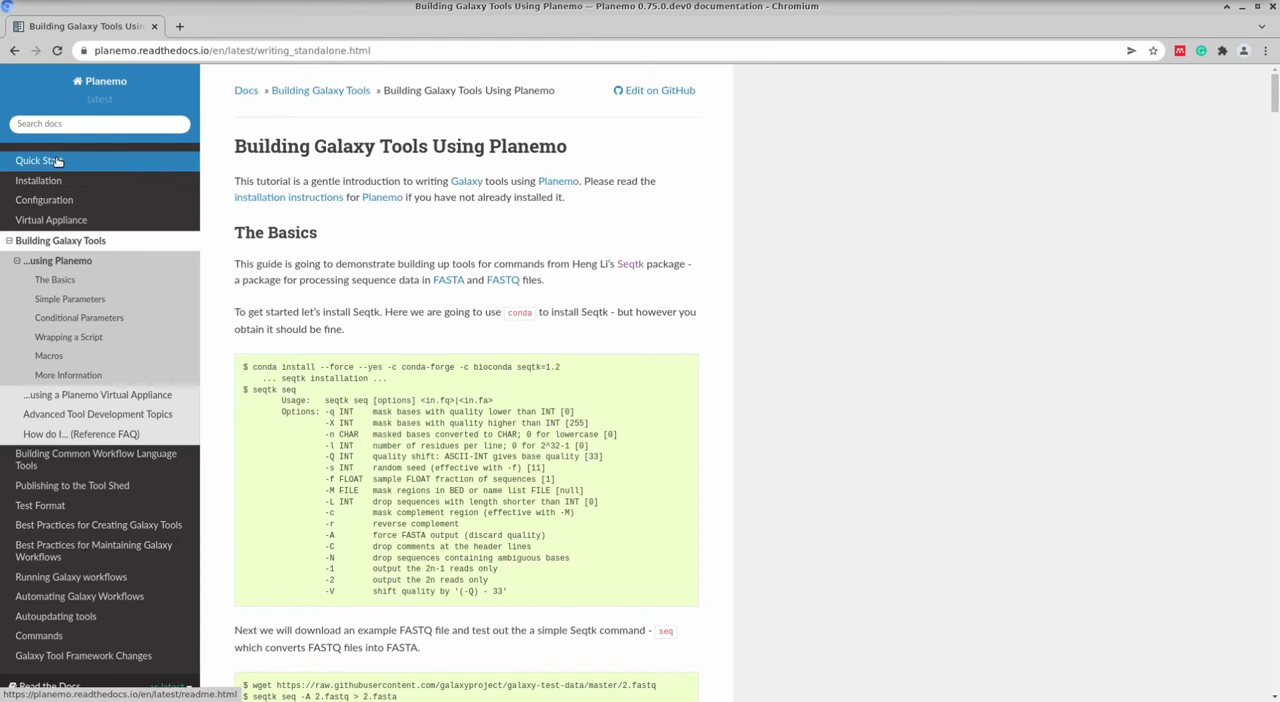 Building Galaxy Tools Using Planemo — Planemo 0.75.0.dev0 documentation - Chromium
Building Galaxy Tools Usin
planemo.readthedocs.io/en/latest/writing_standalone.html
Planemo
latest
Search docs
Quick Sta
Installation
Configuration
Virtual Appliance
Building Galaxy Tools
...using Planemo
The Basics
Simple Parameters
Conditional Parameters
Wrapping a Script
Macros
More Information
...using a Planemo Virtual Appliance
Advanced Tool Development Topics
How do I... (Reference FAQ)
Building Common Workflow Language
Tools
Publishing to the Tool Shed
Test Format
Best Practices for Creating Galaxy Tools
Best Practices for Maintaining Galaxy
Workflows
Running Galaxy workflows
Automating Galaxy Workflows
Autoupdating tools
Commands
Galaxy Tool Framework Changes
Read the Docs
https://planemo.readthedocs.io/en/latest/readme.html
Docs » Building Galaxy Tools » Building Galaxy Tools Using Planemo Edit on GitHub
Building Galaxy Tools Using Planemo
This tutorial is a gentle introduction to writing Galaxy tools using Planemo. Please read the
installation instructions for Planemo if you have not already installed it.
The Basics
This guide is going to demonstrate building up tools for commands from Heng Li's Seqtk package -
a package for processing sequence data in FASTA and FASTQ files.
To get started let's install Seqtk. Here we are going to use conda to install Seqtk - but however you
obtain it should be fine.
$ conda install --force --yes -c conda-forge -c bioconda seqtk=1.2
... seqtk installation ...
$ seqtk seq
Usage: seqtk seq [options] <in.fq>|<in.fa>
Options: -q INT mask bases with quality lower than INT [0]
-X INT mask bases with quality higher than INT [255]
-n CHAR masked bases converted to CHAR; 0 for lowercase [0]
-l INT number of residues per line; 0 for 2^32-1 [0]
-Q INT quality shift: ASCII-INT gives base quality [33]
-s INT random seed (effective with -f) [11]
-f FLOAT sample FLOAT fraction of sequences [1]
-M FILE mask regions in BED or name list FILE [null]
-L INT drop sequences with length shorter than INT [0]
-c mask complement region (effective with -M)
-r reverse complement
-A force FASTA output (discard quality)
-C drop comments at the header lines
-N drop sequences containing ambiguous bases
-1 output the 2n-1 reads only
-2 output the 2n reads only
-V shift quality by '(-Q) - 33'
Next we will download an example FASTQ file and test out the a simple Seqtk command - seq
which converts FASTQ files into FASTA.
$ wget https://raw.githubusercontent.com/galaxyproject/galaxy-test-data/master/2.fastq
$ seqtk seq -A 2.fastq > 2.fasta